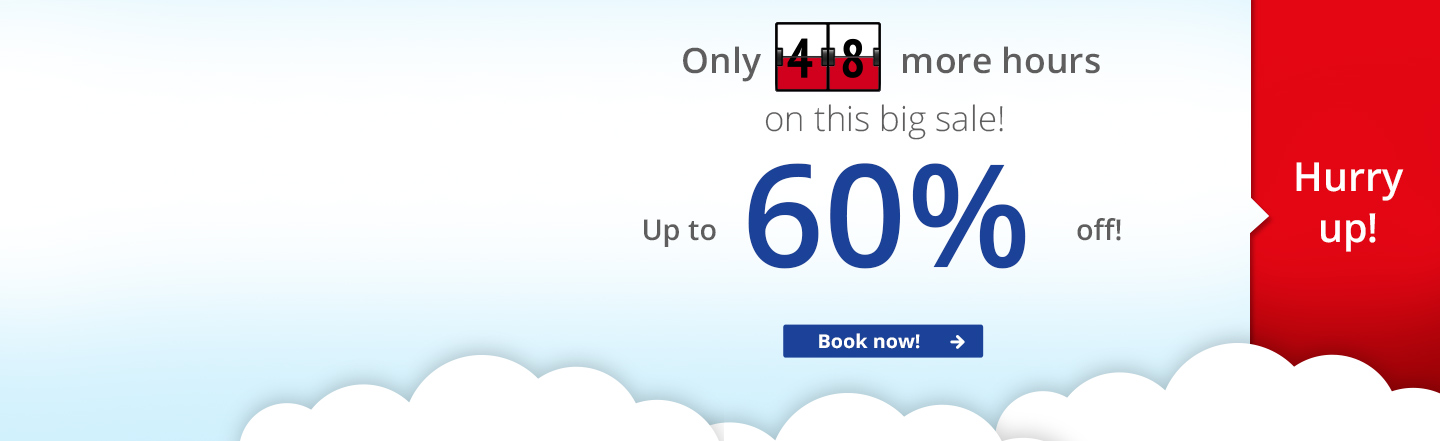 Only 48 more hours
on this big sale!
Up to 60% off!
Book now!
Hurry
up!